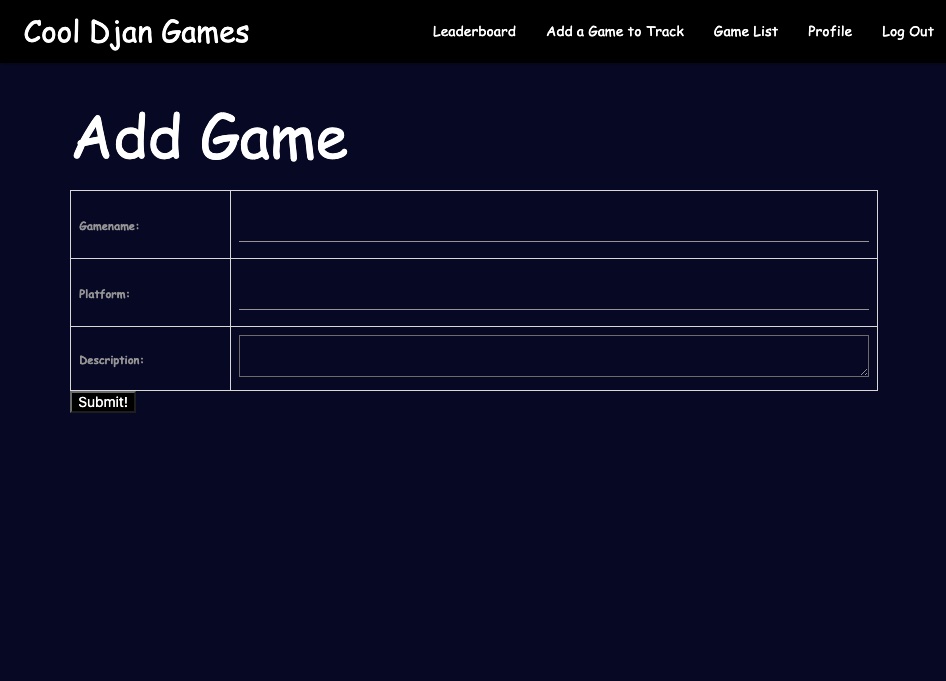 Cool Djan Games
Leaderboard Add a Game to Track Game List Profile Log Out
Add Game
Gamename:
Platform:
Description:
Submit!